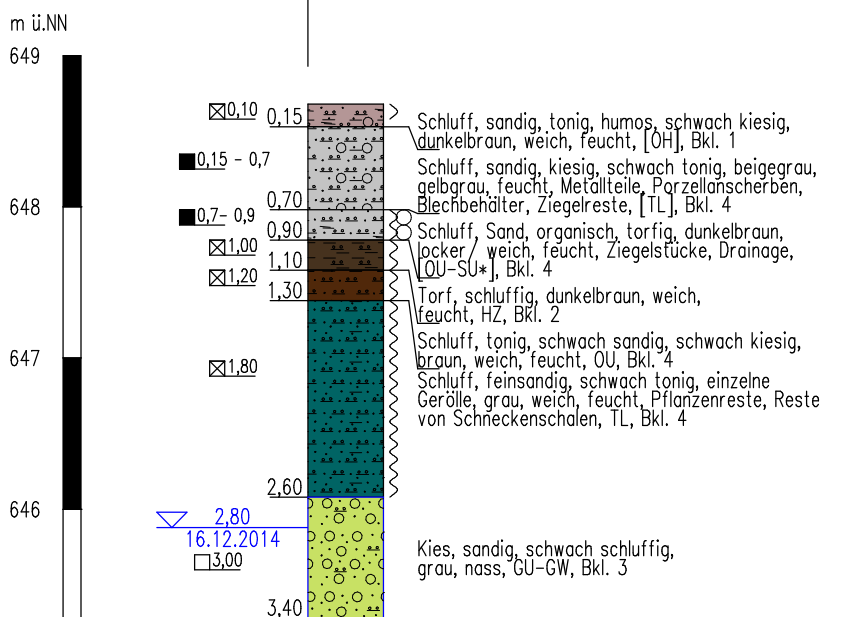 m ü.NN
649
648
647
646
0,10
0,15 - 0,7
0,7- 0,9
1,00
1,20
1,80
2,80
16.12.2014
3,00
0,15
0,70
0,90
1,10
1,30
2,60
3,40
Schluff, sandig, tonig, humos, schwach kiesig,
dunkelbraun, weich, feucht, [OH], Bkl. 1
Schluff, sandig, kiesig, schwach tonig, beigegrau,
gelbgrau, feucht, Metallteile, Porzellanscherben,
Blechbehälter, Ziegelreste, [TL], Bkl. 4
Schluff, Sand, organisch, torfig, dunkelbraun,
locker/ weich, feucht, Ziegelstücke, Drainage,
[OU-SU*], Bkl. 4
Torf, schluffig, dunkelbraun, weich,
feucht, HZ, Bkl. 2
Schluff, tonig, schwach sandig, schwach kiesig,
braun, weich, feucht, OU, Bkl. 4
Schluff, feinsandig, schwach tonig, einzelne
Gerölle, grau, weich, feucht, Pflanzenreste, Reste
von Schneckenschalen, TL, Bkl. 4
Kies, sandig, schwach schluffig,
grau, nass, GU-GW, Bkl. 3